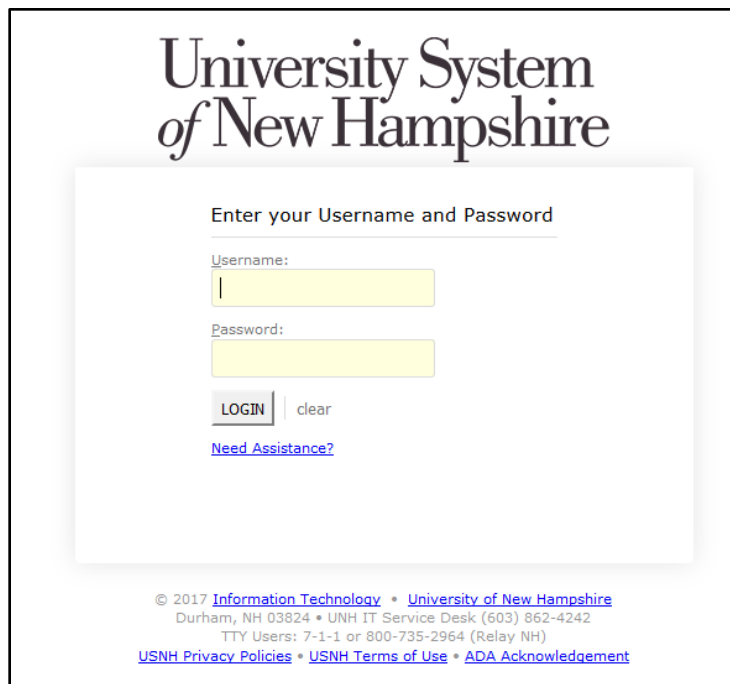 University System
of New Hampshire
Enter your Username and Password
Username:
Password:
LOGIN clear
Need Assistance?
© 2017 Information Technology • University of New Hampshire
Durham, NH 03824 • UNH IT Service Desk (603) 862-4242
TTY Users: 7-1-1 or 800-735-2964 (Relay NH)
USNH Privacy Policies • USNH Terms of Use • ADA Acknowledgement